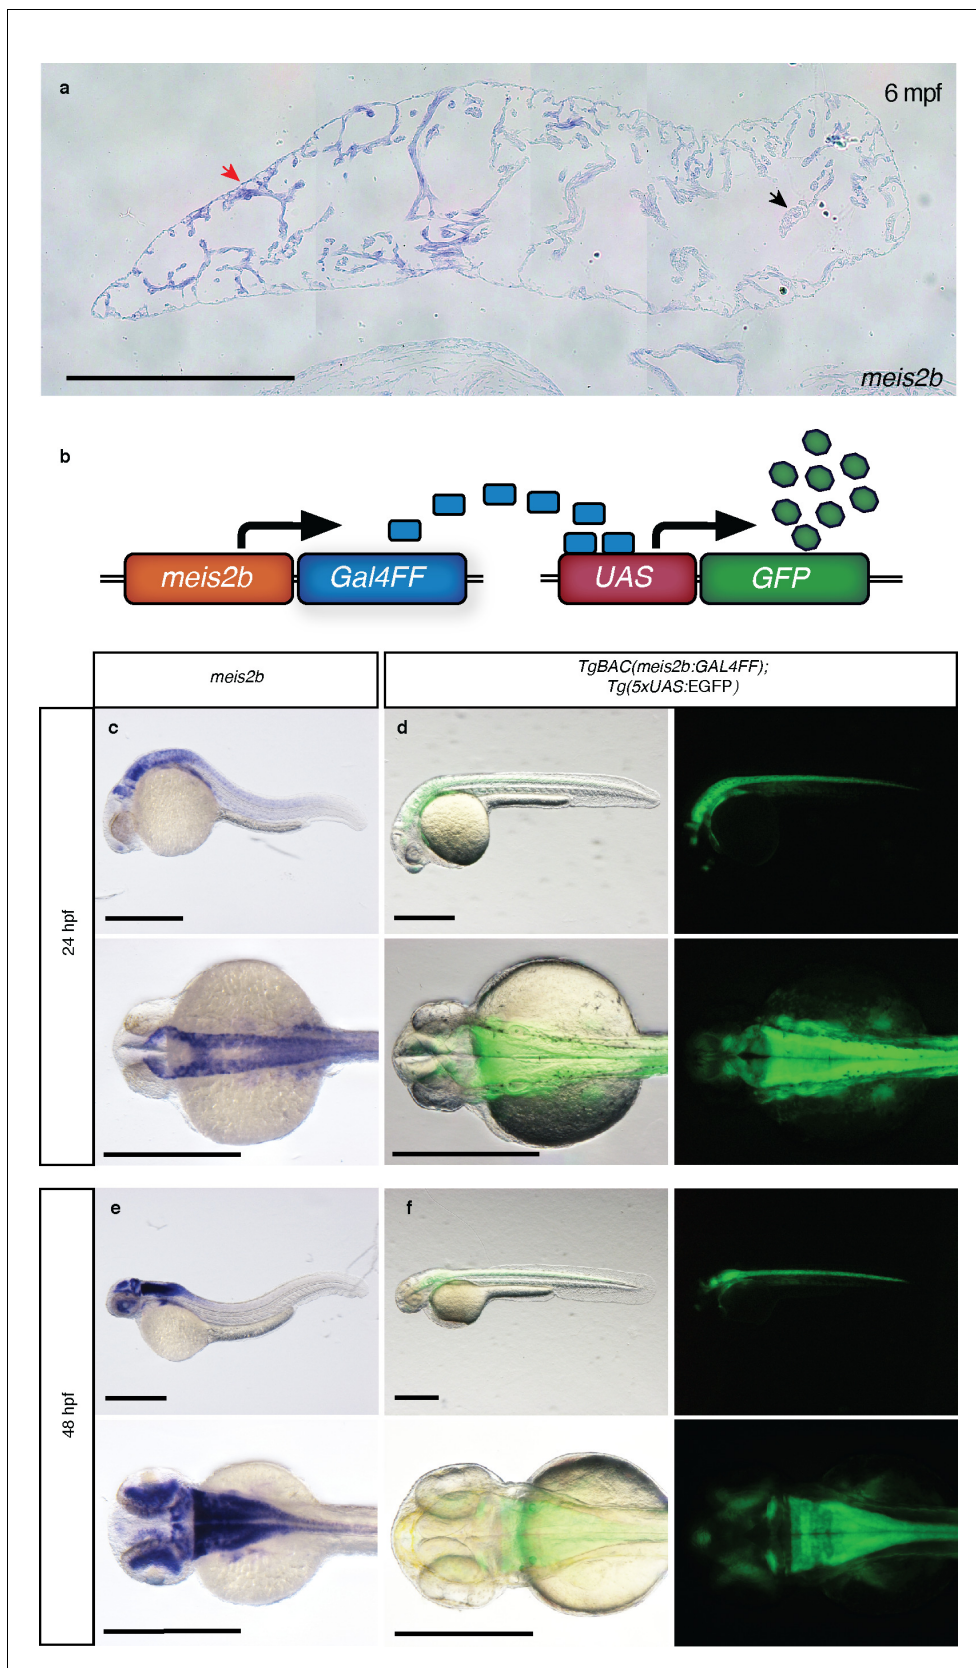 a
6 mpf
meis2b
b
meis2b
Gal4FF
UAS
GFP
meis2b
TgBAC(meis2b:GAL4FF);
Tg(5xUAS:EGFP)
24 hpf
c
d
48 hpf
e
f